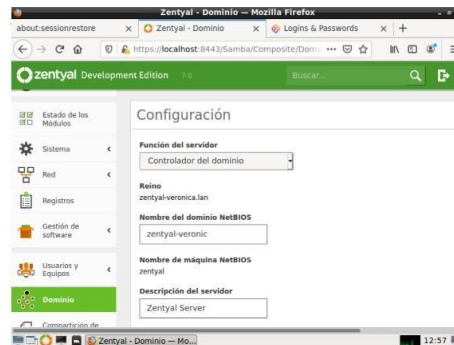 Zentyal - Dominio — Mozilla Firefox
about:sessionrestore
Zentyal - Dominio
Logins & Passwords
https://localhost:8443/Samba/Composite/Dom
zentyal Development Edition 7.0
Buscar...
Estado de los
Módulos
Sistema
Red
Registros
Gestión de
software
Usuarios y
Equipos
Dominio
Compartición de
Configuración
Función del servidor
Controlador del dominio
Reino
zentyal-veronica.lan
Nombre del dominio NetBIOS
zentyal-veronic
Nombre de máquina NetBIOS
zentyal
Descripción del servidor
Zentyal Server
Zentyal - Dominio — Mo...
12:57